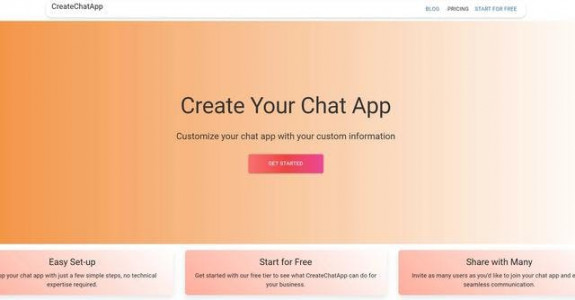 CreateChatApp
BLOG PRICING START FOR FREE
Create Your Chat App
Customize your chat app with your custom information
GET STARTED
Easy Set-up
your chat app with just a few simple steps, no technical
expertise required.
Start for Free
Get started with our free tier to see what CreateChatApp can do for
your business.
Share with Many
Invite as many users as you'd like to join your chat app and
seamless communication.